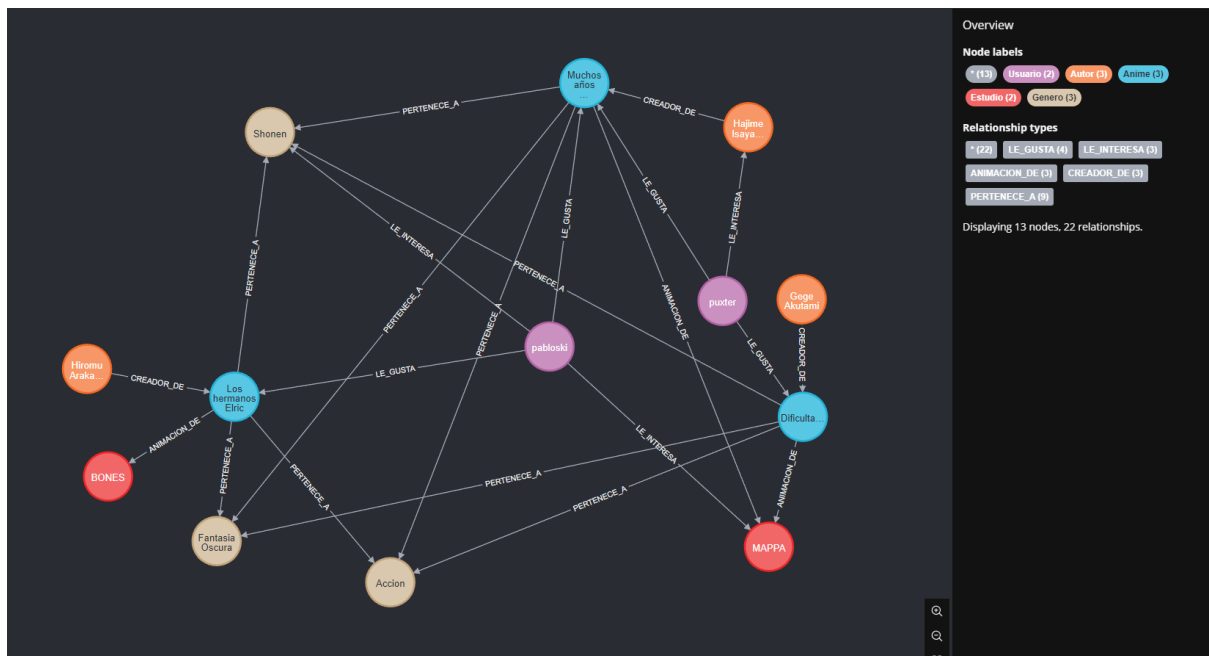 Muchos
años
...
PERTENECE_A
CREADOR_DE
Shonen
Hajime
Isaya...
LE_GUSTA
LE_GUSTA
LE_INTERESA
LE_INTERESA
PERTENECE_A
PERTENECE_A
PERTENECE_A
ANIMACION_DE
PERTENECE_A
puxter
Gege
Akutami
pabloski
CREADOR_DE
LE_GUSTA
Hiromu
Araka...
CREADOR_DE
LE_GUSTA
Los
hermanos
Elric
Dificulta...
ANIMACION_DE
PERTENECE_A
LE_INTERESA
BONES
PERTENECE_A
PERTENECE_A
ANIMACION_DE
PERTENECE_A
Fantasia
Oscura
MAPPA
Accion
Overview
Node labels
* (13) Usuario (2) Autor (3) Anime (3)
Estudio (2) Genero (3)
Relationship types
* (22) LE_GUSTA (4) LE_INTERESA (3)
ANIMACION_DE (3) CREADOR_DE (3)
PERTENECE_A (9)
Displaying 13 nodes, 22 relationships.